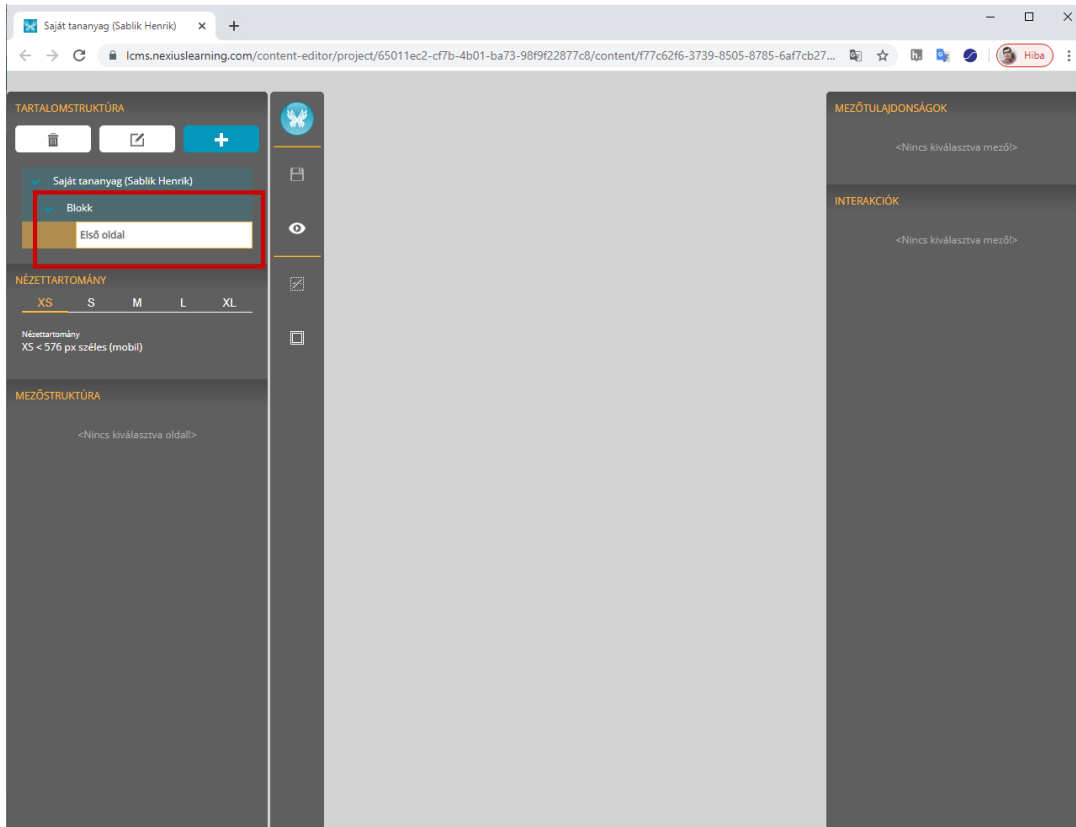 Saját tananyag (Sablik Henrik)
lcms.nexiuslearning.com/content-editor/project/65011ec2-cf7b-4b01-ba73-98f9f22877c8/content/f77c62f6-3739-8505-8785-6af7cb27...
Hiba
TARTALOMSTRUKTÚRA
Saját tananyag (Sablik Henrik)
Blokk
Első oldal
NÉZETTARTOMÁNY
XS S M L XL
Nézettartomány
XS < 576 px széles (mobil)
MEZŐSTRUKTÚRA
<Nincs kiválasztva oldal!>
MEZŐTULAJDONSÁGOK
<Nincs kiválasztva mező!>
INTERAKCIÓK
<Nincs kiválasztva mező!>